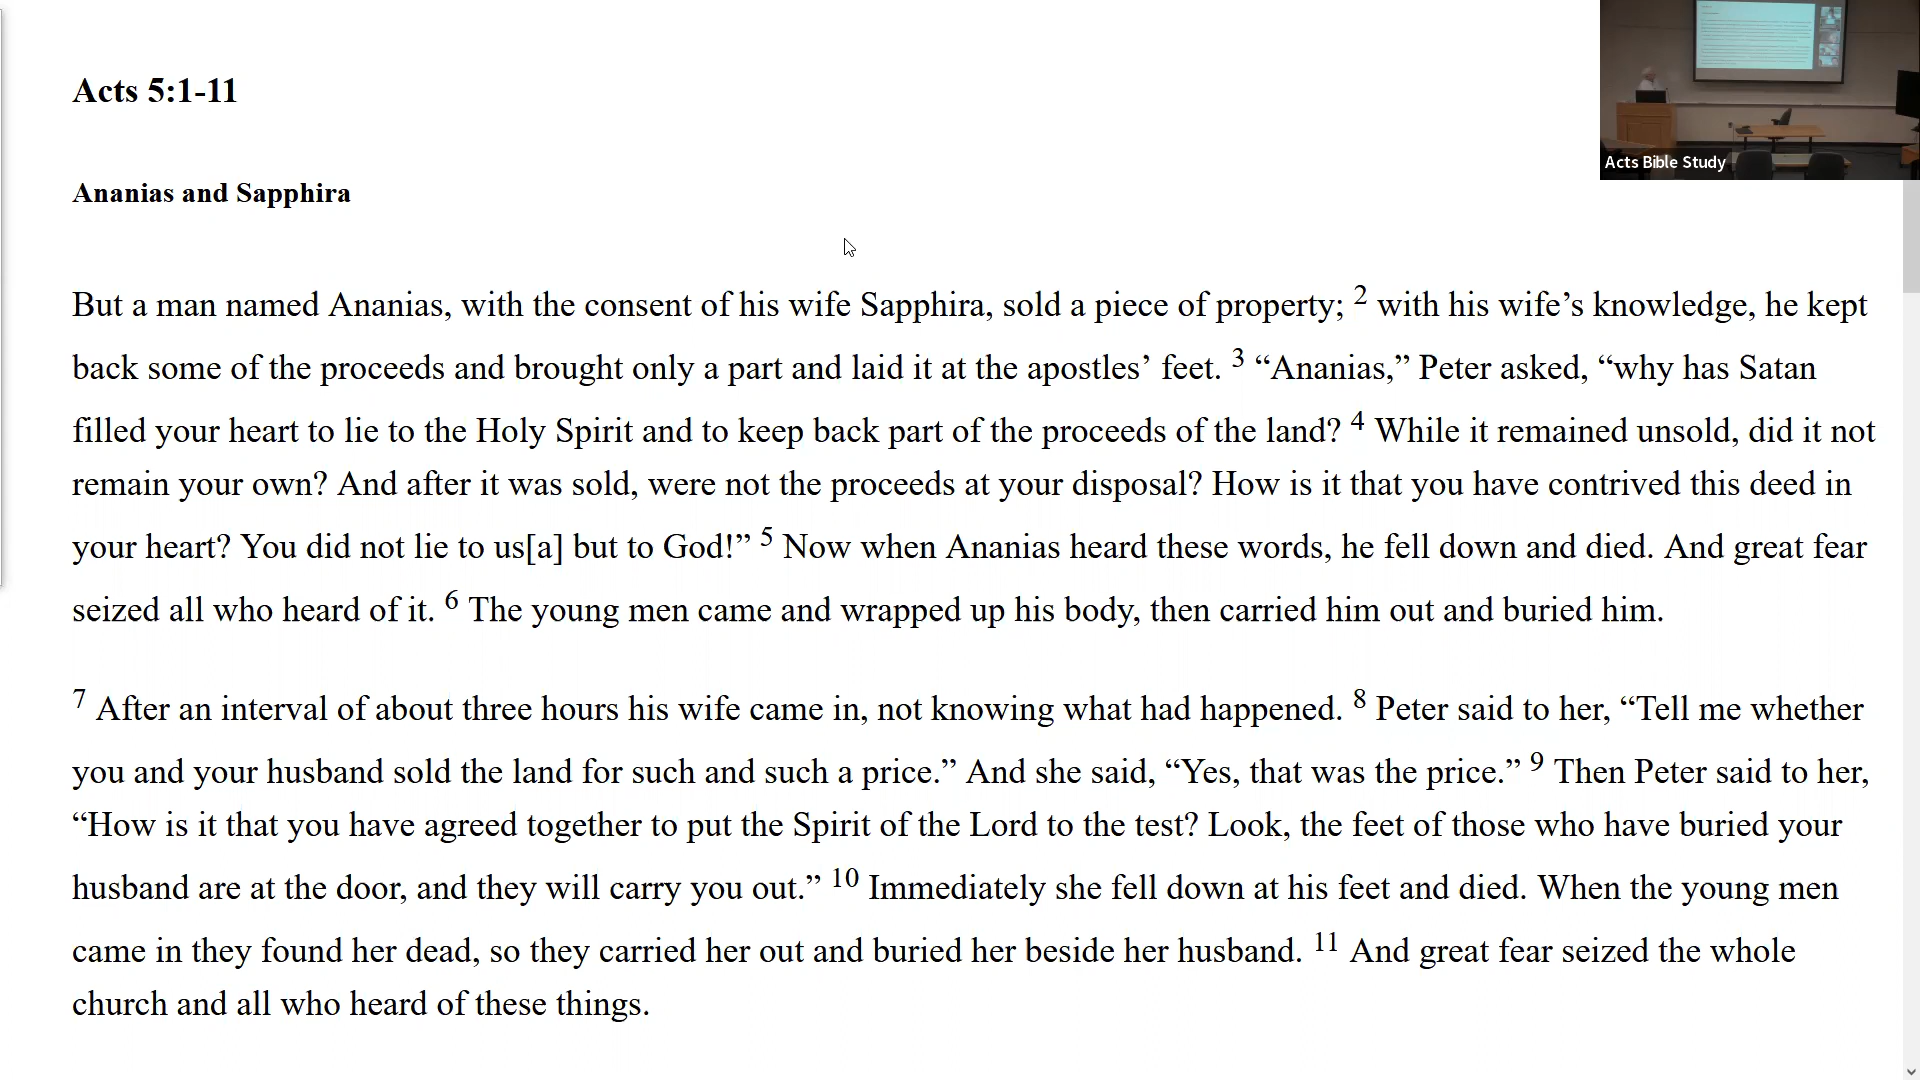 Acts 5:1-11
Acts Bible Study
Ananias and Sapphira
But a man named Ananias, with the consent of his wife Sapphira, sold a piece of property; 2 with his wife’s knowledge, he kept
back some of the proceeds and brought only a part and laid it at the apostles’ feet. 3 “Ananias,” Peter asked, “why has Satan
filled your heart to lie to the Holy Spirit and to keep back part of the proceeds of the land? 4 While it remained unsold, did it not
remain your own? And after it was sold, were not the proceeds at your disposal? How is it that you have contrived this deed in
your heart? You did not lie to us[a] but to God!” 5 Now when Ananias heard these words, he fell down and died. And great fear
seized all who heard of it. 6 The young men came and wrapped up his body, then carried him out and buried him.
7 After an interval of about three hours his wife came in, not knowing what had happened. 8 Peter said to her, “Tell me whether
you and your husband sold the land for such and such a price.” And she said, “Yes, that was the price.” 9 Then Peter said to her,
“How is it that you have agreed together to put the Spirit of the Lord to the test? Look, the feet of those who have buried your
husband are at the door, and they will carry you out.” 10 Immediately she fell down at his feet and died. When the young men
came in they found her dead, so they carried her out and buried her beside her husband. 11 And great fear seized the whole
church and all who heard of these things.